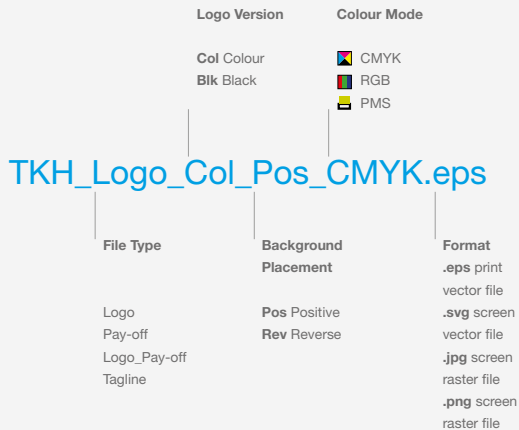 Logo Version
Col Colour
Blk Black
Colour Mode
CMYK
RGB
PMS
TKH_Logo_Col_Pos_CMYK.eps
File Type
Logo
Pay-off
Logo_Pay-off
Tagline
Background
Placement
Pos Positive
Rev Reverse
Format
.eps print
vector file
.svg screen
vector file
.jpg screen
raster file
.png screen
raster file